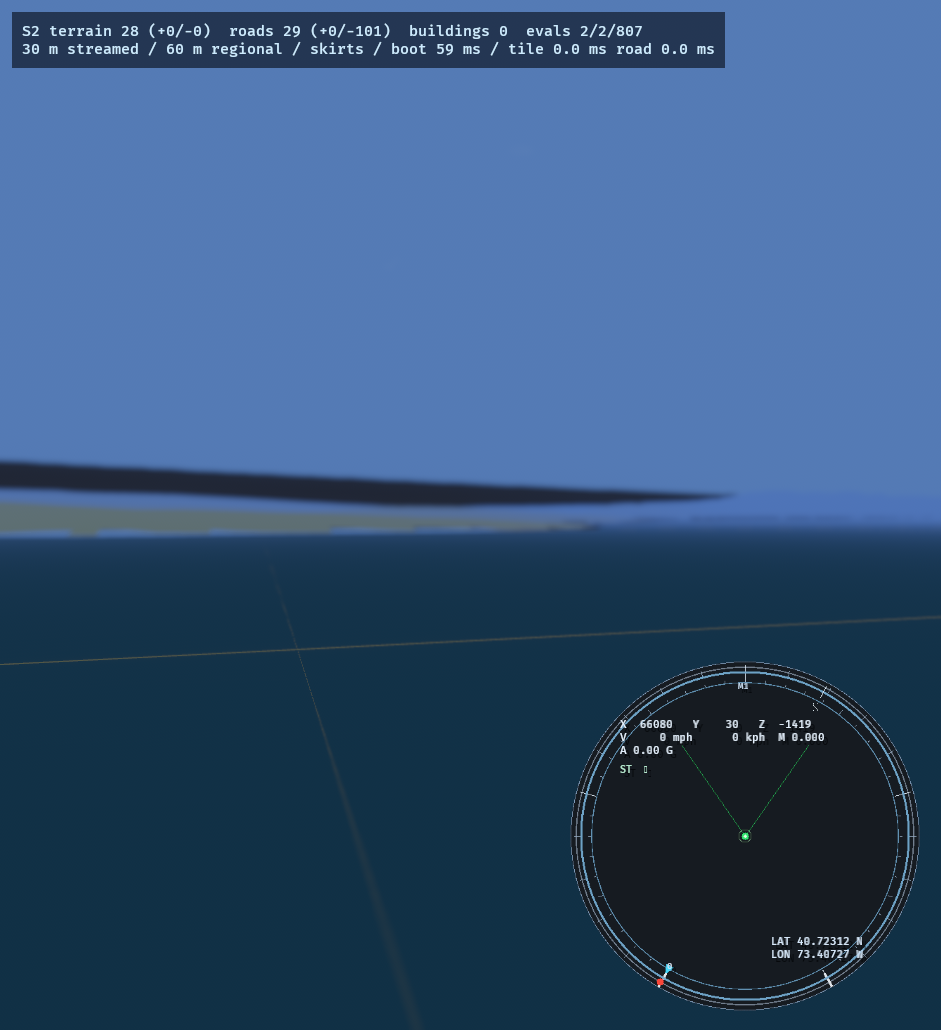 S2 terrain 28 (+0/-0)  roads 29 (+0/-101)  buildings 0  evals 2/2/807
30 m streamed / 60 m regional / skirts / boot 59 ms / tile 0.0 ms road 0.0 ms
X  66080   Y    30   Z  -1419
V     0 mph      0 kph  M 0.000
A 0.00 G
ST
LAT 40.72312 N
LON 73.40727 W